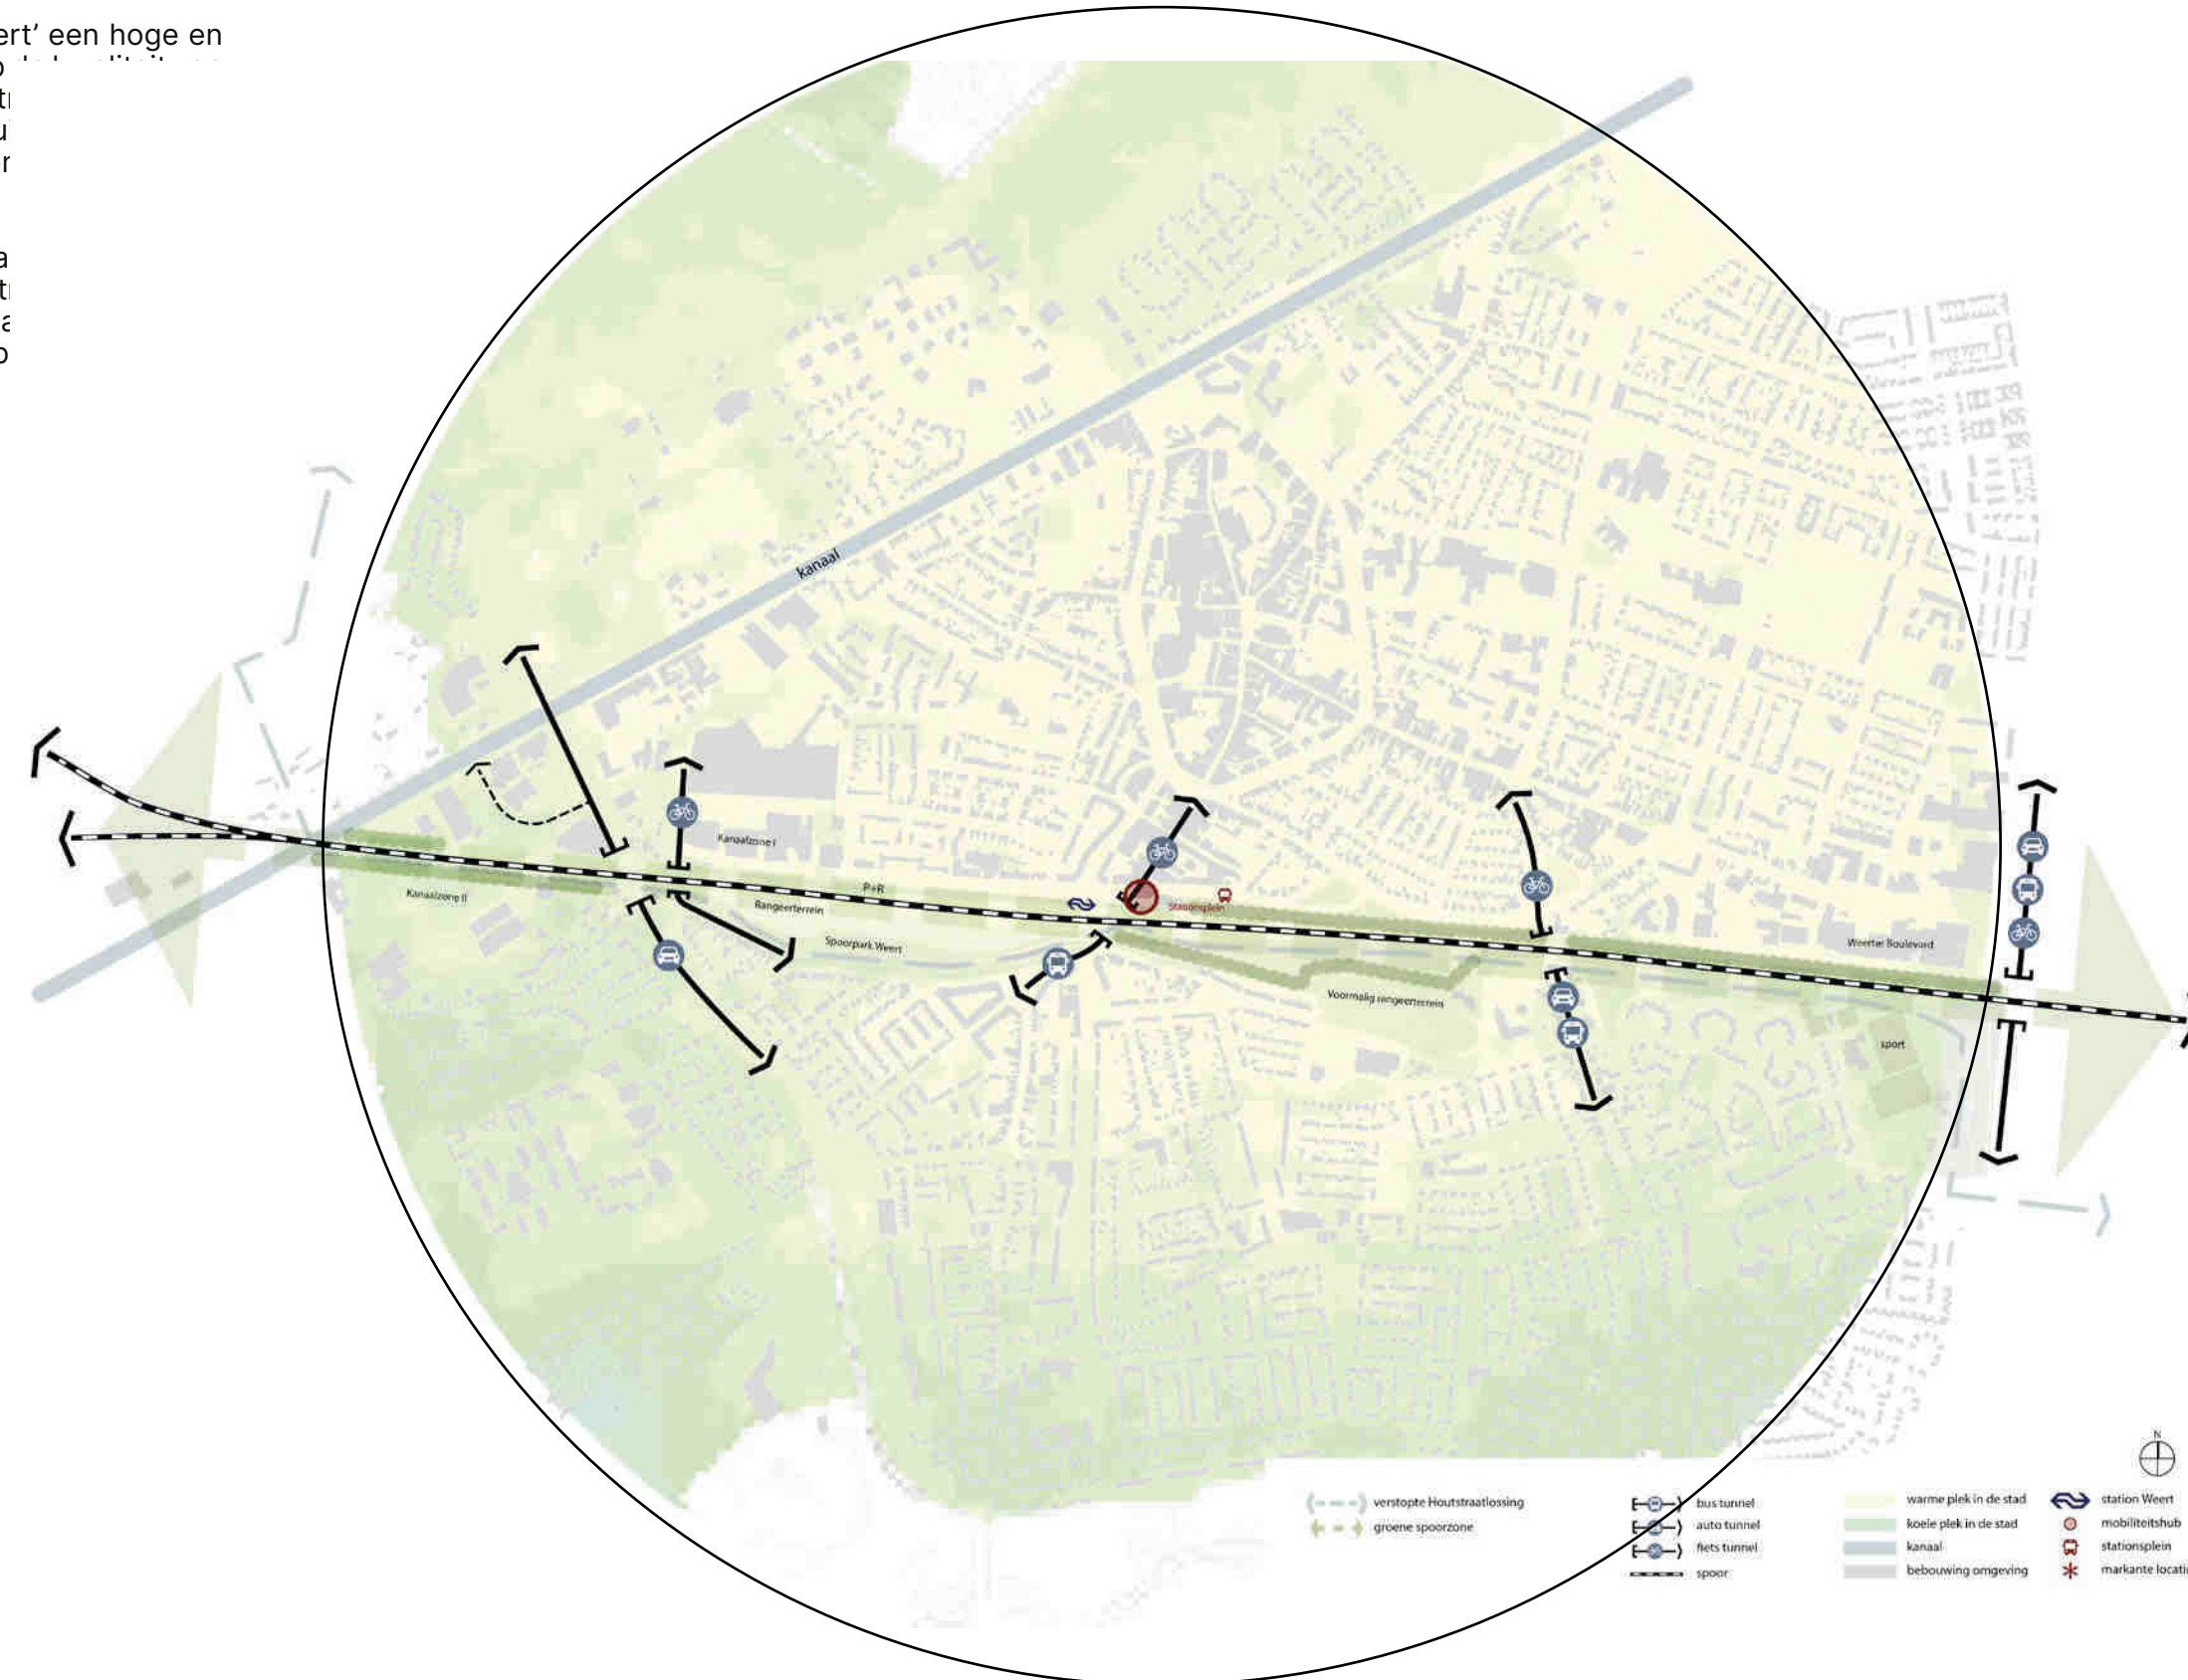 ert’ een hoge en
kanaal
Kanaalzone I
P+R
Kanaalzone II
Rangeerterrein
Stationsplein
Spoorpark Weert
Weerter Boulevard
Voormalig rangeerterrein
sport
N
verstopte Houtstraatlossing
groene spoorzone
bus tunnel
auto tunnel
fiets tunnel
spoor
warme plek in de stad
koele plek in de stad
kanaal
bebouwing omgeving
station Weert
mobiliteitshub
stationsplein
markante locatie